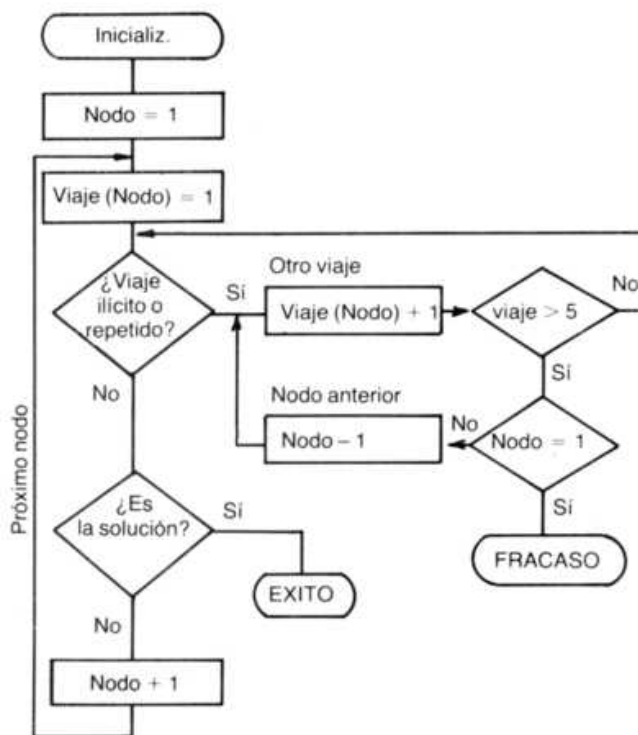 Inicializ.
Nodo = 1
Viaje (Nodo) = 1
¿Viaje
ilícito o
repetido?
Sí
No
Otro viaje
Viaje (Nodo) + 1
viaje > 5
No
Sí
Nodo anterior
Nodo – 1
No
Nodo = 1
Sí
FRACASO
¿Es
la solución?
Sí
EXITO
No
Nodo + 1
Próximo nodo